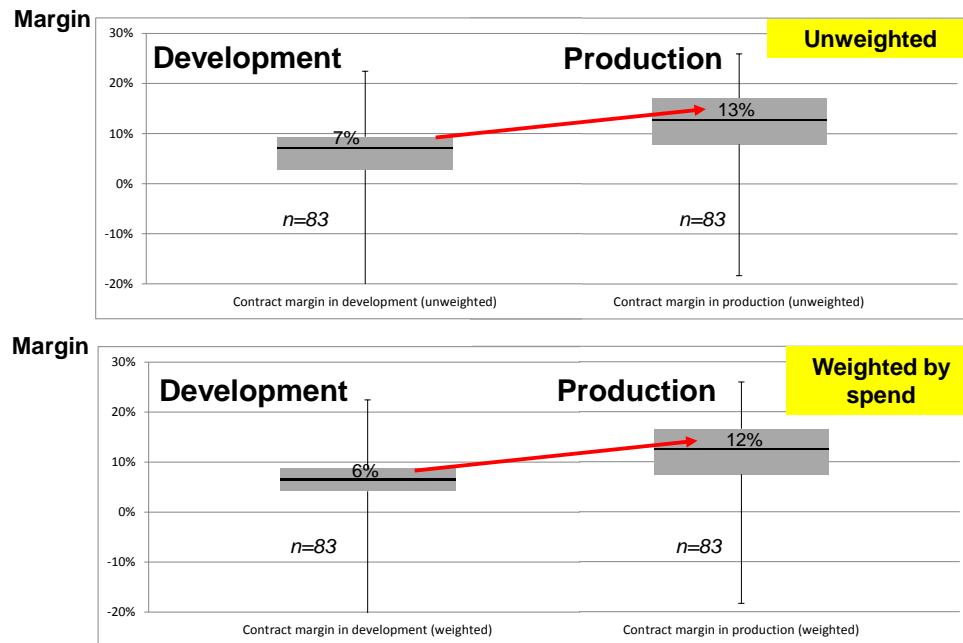 Margin
30%
Unweighted
Development
Production
20%
13%
10%
7%
0%
n=83
n=83
-10%
-20%
Contract margin in development (unweighted)
Contract margin in production (unweighted)
Margin
30%
Weighted by
spend
Development
Production
20%
12%
10%
6%
0%
n=83
n=83
-10%
-20%
Contract margin in development (weighted)
Contract margin in production (weighted)